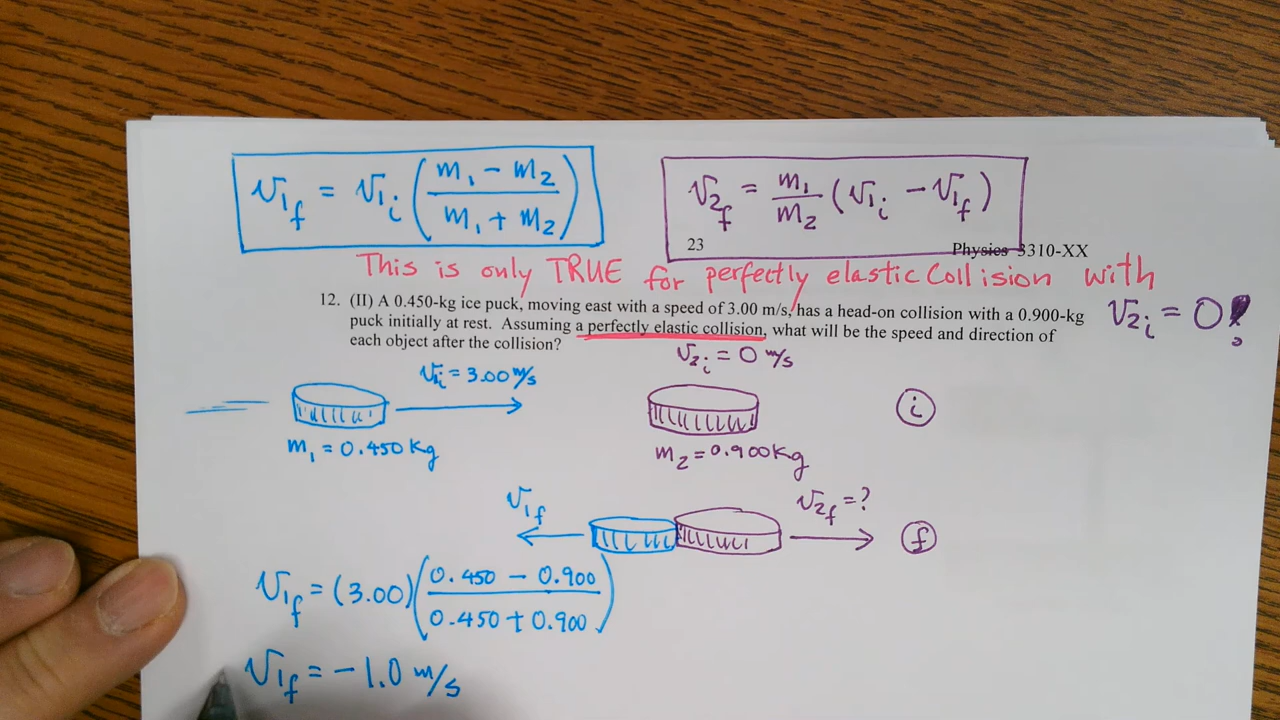 v1f = v1i (m1 - m2 / m1 + m2)
v2f = m1/m2 (v1i - v1f)
23
Physics 3310-XX
This is only TRUE for perfectly elastic Collision with
v2i = 0!
12. (II) A 0.450-kg ice puck, moving east with a speed of 3.00 m/s, has a head-on collision with a 0.900-kg
puck initially at rest. Assuming a perfectly elastic collision, what will be the speed and direction of
each object after the collision?
v1i = 3.00 m/s
v2i = 0 m/s
i
m1 = 0.450 kg
m2 = 0.900 kg
v1f
v2f = ?
f
v1f = (3.00) (0.450 - 0.900 / 0.450 + 0.900)
v1f = -1.0 m/s